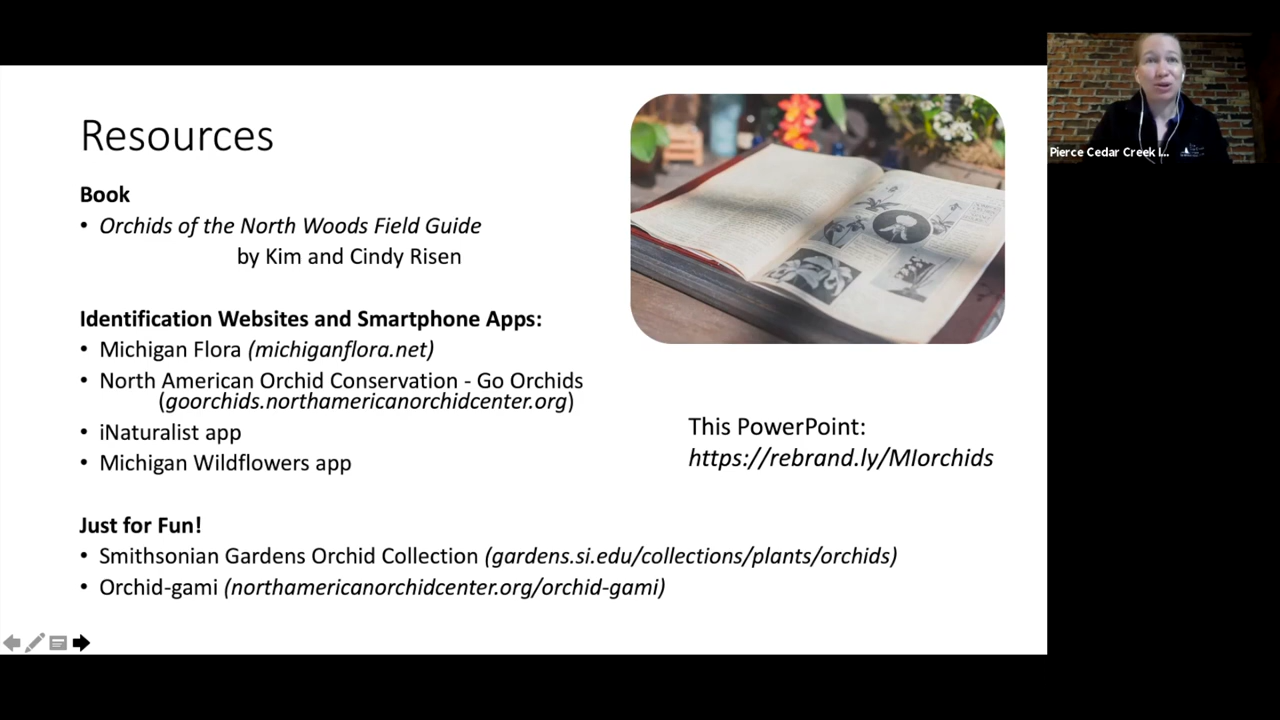 Resources
Book
• Orchids of the North Woods Field Guide
by Kim and Cindy Risen
Identification Websites and Smartphone Apps:
• Michigan Flora (michiganflora.net)
• North American Orchid Conservation - Go Orchids
(goorchids.northamericanorchidcenter.org)
• iNaturalist app
• Michigan Wildflowers app
Just for Fun!
• Smithsonian Gardens Orchid Collection (gardens.si.edu/collections/plants/orchids)
• Orchid-gami (northamericanorchidcenter.org/orchid-gami)
This PowerPoint:
https://rebrand.ly/MIorchids
Pierce Cedar Creek I...